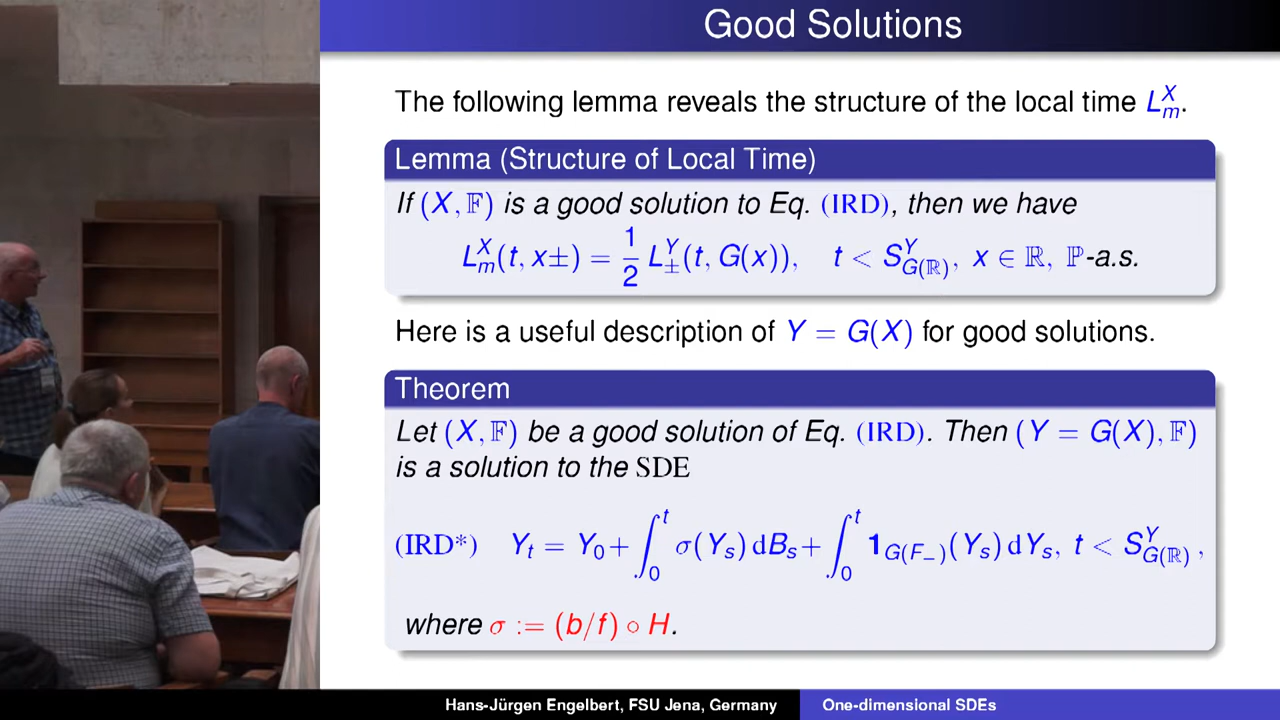 Good Solutions
The following lemma reveals the structure of the local time L^X_m.
Lemma (Structure of Local Time)
If (X, 𝔽) is a good solution to Eq. (IRD), then we have
L^X_m(t, x±) = 1/2 L^Y_±(t, G(x)), t < S^Y_{G(ℝ)}, x ∈ ℝ, ℙ-a.s.
Here is a useful description of Y = G(X) for good solutions.
Theorem
Let (X, 𝔽) be a good solution of Eq. (IRD). Then (Y = G(X), 𝔽)
is a solution to the SDE
(IRD*) Y_t = Y_0 + ∫_0^t σ(Y_s) dB_s + ∫_0^t 𝟏_{G(F_−)}(Y_s) dY_s, t < S^Y_{G(ℝ)} ,
where σ := (b/f) ∘ H.
Hans-Jürgen Engelbert, FSU Jena, Germany One-dimensional SDEs